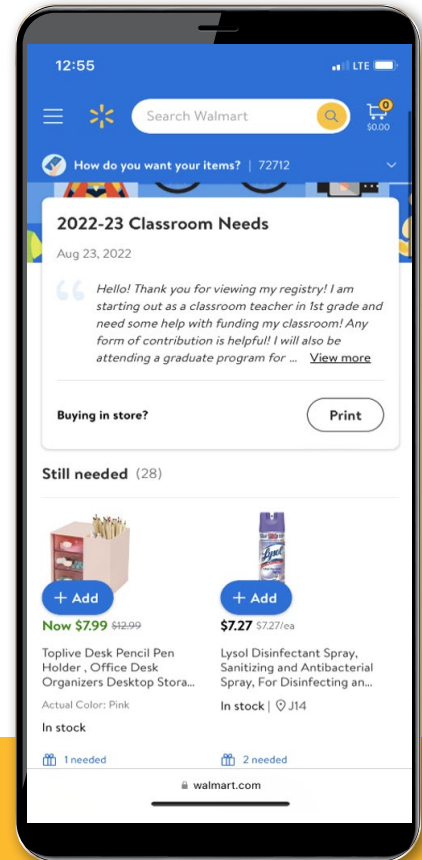 12:55
LTE
Search Walmart
0
$0.00
How do you want your items? | 72712
2022-23 Classroom Needs
Aug 23, 2022
Hello! Thank you for viewing my registry! I am
starting out as a classroom teacher in 1st grade and
need some help with funding my classroom! Any
form of contribution is helpful! I will also be
attending a graduate program for ... View more
Buying in store?
Print
Still needed (28)
Lysol
+ Add
+ Add
Now $7.99 $12.99
$7.27 $7.27/ea
Toplive Desk Pencil Pen
Holder , Office Desk
Organizers Desktop Stora...
Lysol Disinfectant Spray,
Sanitizing and Antibacterial
Spray, For Disinfecting an...
Actual Color: Pink
In stock | J14
In stock
1 needed
2 needed
walmart.com